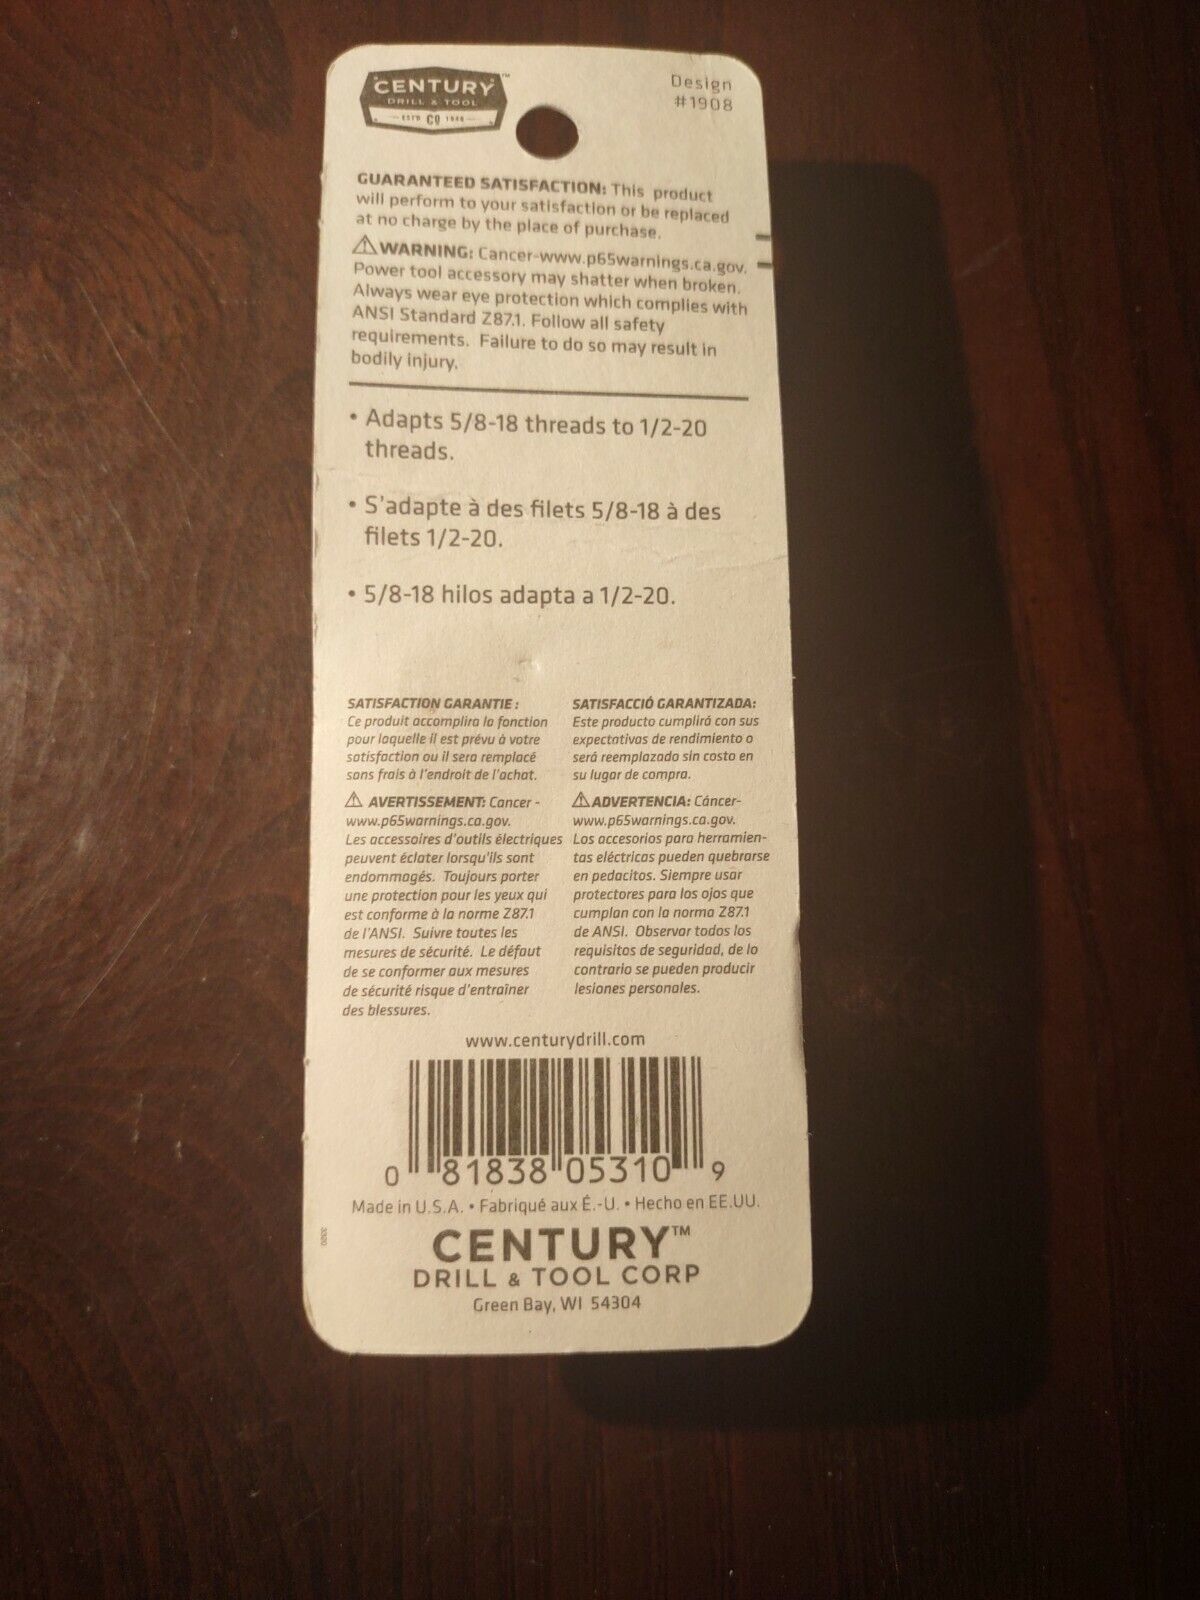 CENTURY™
DRILL & TOOL
ESTD CO 1946
Design
#1908
GUARANTEED SATISFACTION: This product
will perform to your satisfaction or be replaced
at no charge by the place of purchase.
⚠WARNING: Cancer-www.p65warnings.ca.gov.
Power tool accessory may shatter when broken.
Always wear eye protection which complies with
ANSI Standard Z87.1. Follow all safety
requirements. Failure to do so may result in
bodily injury.
• Adapts 5/8-18 threads to 1/2-20
threads.
• S'adapte à des filets 5/8-18 à des
filets 1/2-20.
• 5/8-18 hilos adapta a 1/2-20.
SATISFACTION GARANTIE :
Ce produit accomplira la fonction
pour laquelle il est prévu à votre
satisfaction ou il sera remplacé
sans frais à l'endroit de l'achat.
⚠ AVERTISSEMENT: Cancer -
www.p65warnings.ca.gov.
Les accessoires d'outils électriques
peuvent éclater lorsqu'ils sont
endommagés. Toujours porter
une protection pour les yeux qui
est conforme à la norme Z87.1
de l'ANSI. Suivre toutes les
mesures de sécurité. Le défaut
de se conformer aux mesures
de sécurité risque d'entraîner
des blessures.
SATISFACCIÓ GARANTIZADA:
Este producto cumplirá con sus
expectativas de rendimiento o
será reemplazado sin costo en
su lugar de compra.
⚠ADVERTENCIA: Cáncer-
www.p65warnings.ca.gov.
Los accesorios para herramien-
tas eléctricas pueden quebrarse
en pedacitos. Siempre usar
protectores para los ojos que
cumplan con la norma Z87.1
de ANSI. Observar todos los
requisitos de seguridad, de lo
contrario se pueden producir
lesiones personales.
www.centurydrill.com
0 81838 05310 9
Made in U.S.A. • Fabriqué aux É.-U. • Hecho en EE.UU.
3320
CENTURY™
DRILL & TOOL CORP
Green Bay, WI 54304